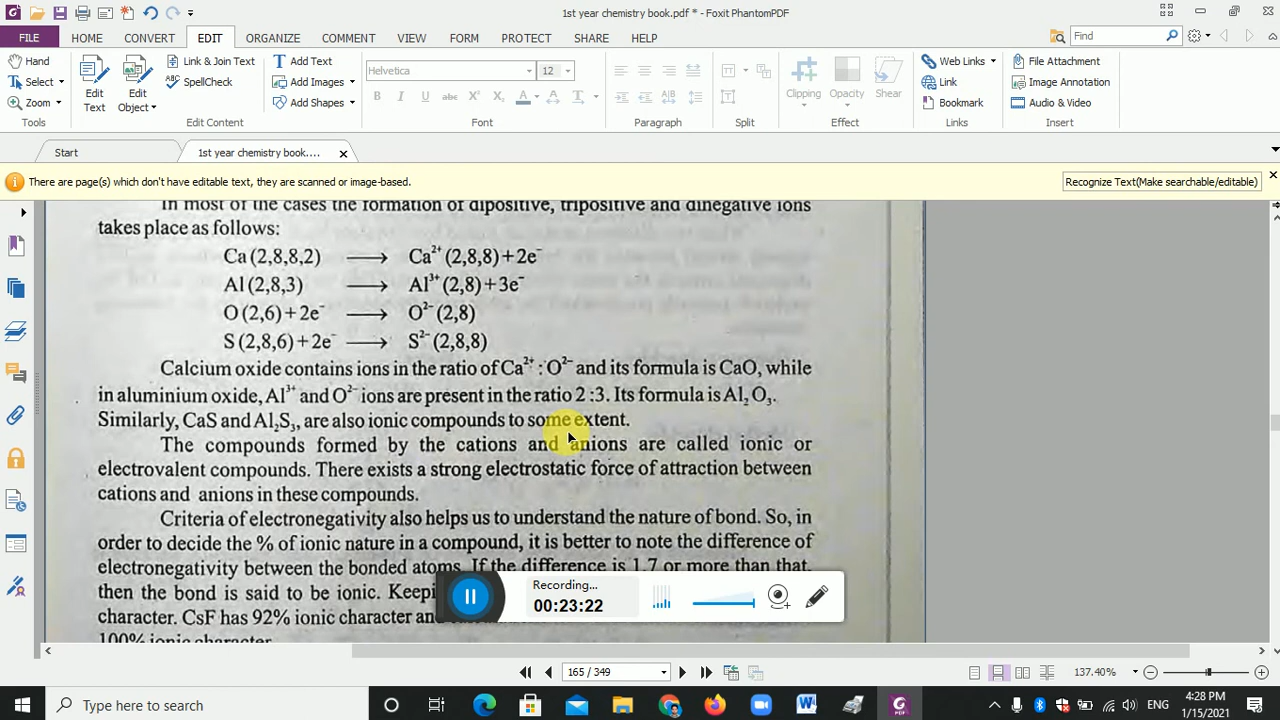 1st year chemistry book.pdf * - Foxit PhantomPDF
FILE HOME CONVERT EDIT ORGANIZE COMMENT VIEW FORM PROTECT SHARE HELP Find
Hand
Select
Zoom
Tools
Edit Text
Edit Object
Link & Join Text
SpellCheck
Edit Content
Add Text
Add Images
Add Shapes
Helvetica 12
Font
Paragraph
Split
Clipping Opacity Shear
Effect
Web Links
Link
Bookmark
Links
File Attachment
Image Annotation
Audio & Video
Insert
Start 1st year chemistry book....
There are page(s) which don't have editable text, they are scanned or image-based. Recognize Text(Make searchable/editable)
In most of the cases the formation of dipositive, tripositive and dinegative ions
takes place as follows:
Ca (2,8,8,2) ⟶ Ca²⁺ (2,8,8) + 2e⁻
Al (2,8,3) ⟶ Al³⁺ (2,8) + 3e⁻
O (2,6) + 2e⁻ ⟶ O²⁻ (2,8)
S (2,8,6) + 2e⁻ ⟶ S²⁻ (2,8,8)
Calcium oxide contains ions in the ratio of Ca²⁺ : O²⁻ and its formula is CaO, while
in aluminium oxide, Al³⁺ and O²⁻ ions are present in the ratio 2 : 3. Its formula is Al₂O₃.
Similarly, CaS and Al₂S₃, are also ionic compounds to some extent.
The compounds formed by the cations and anions are called ionic or
electrovalent compounds. There exists a strong electrostatic force of attraction between
cations and anions in these compounds.
Criteria of electronegativity also helps us to understand the nature of bond. So, in
order to decide the % of ionic nature in a compound, it is better to note the difference of
electronegativity between the bonded atoms. If the difference is 1.7 or more than that,
then the bond is said to be ionic. Keepi
character. CsF has 92% ionic character and
100% ionic character.
Recording...
00:23:22
165 / 349
137.40%
Type here to search
ENG
4:28 PM
1/15/2021